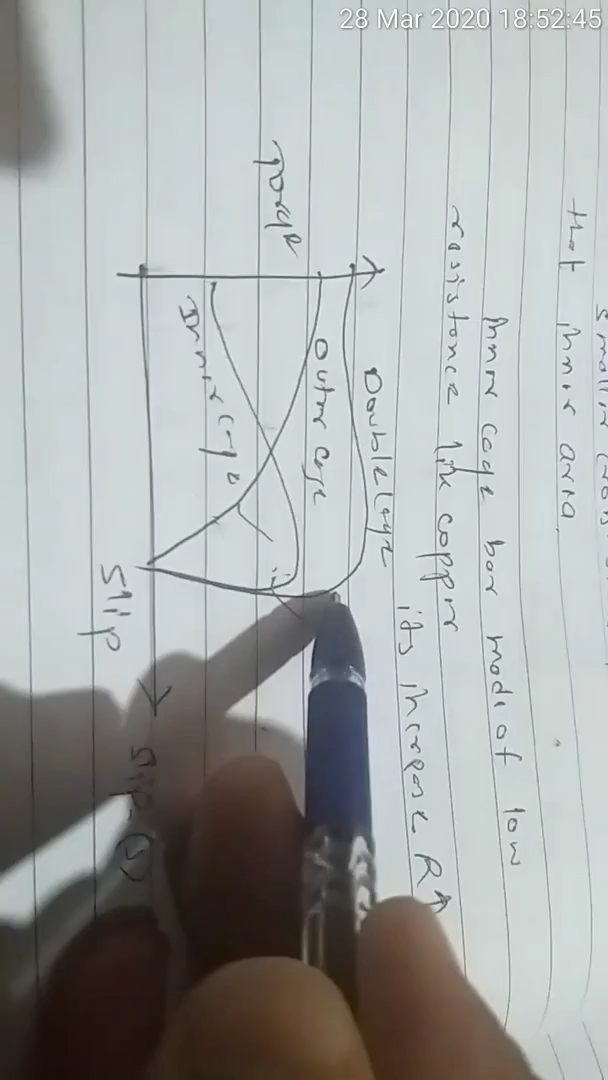 28 Mar 2020 18:52:45
that inner area
Inner cage bar made of low
resistance like copper
its increase R↑
Double Cage
Outer cage
Torque
Inner cage
Slip (s)
Slip